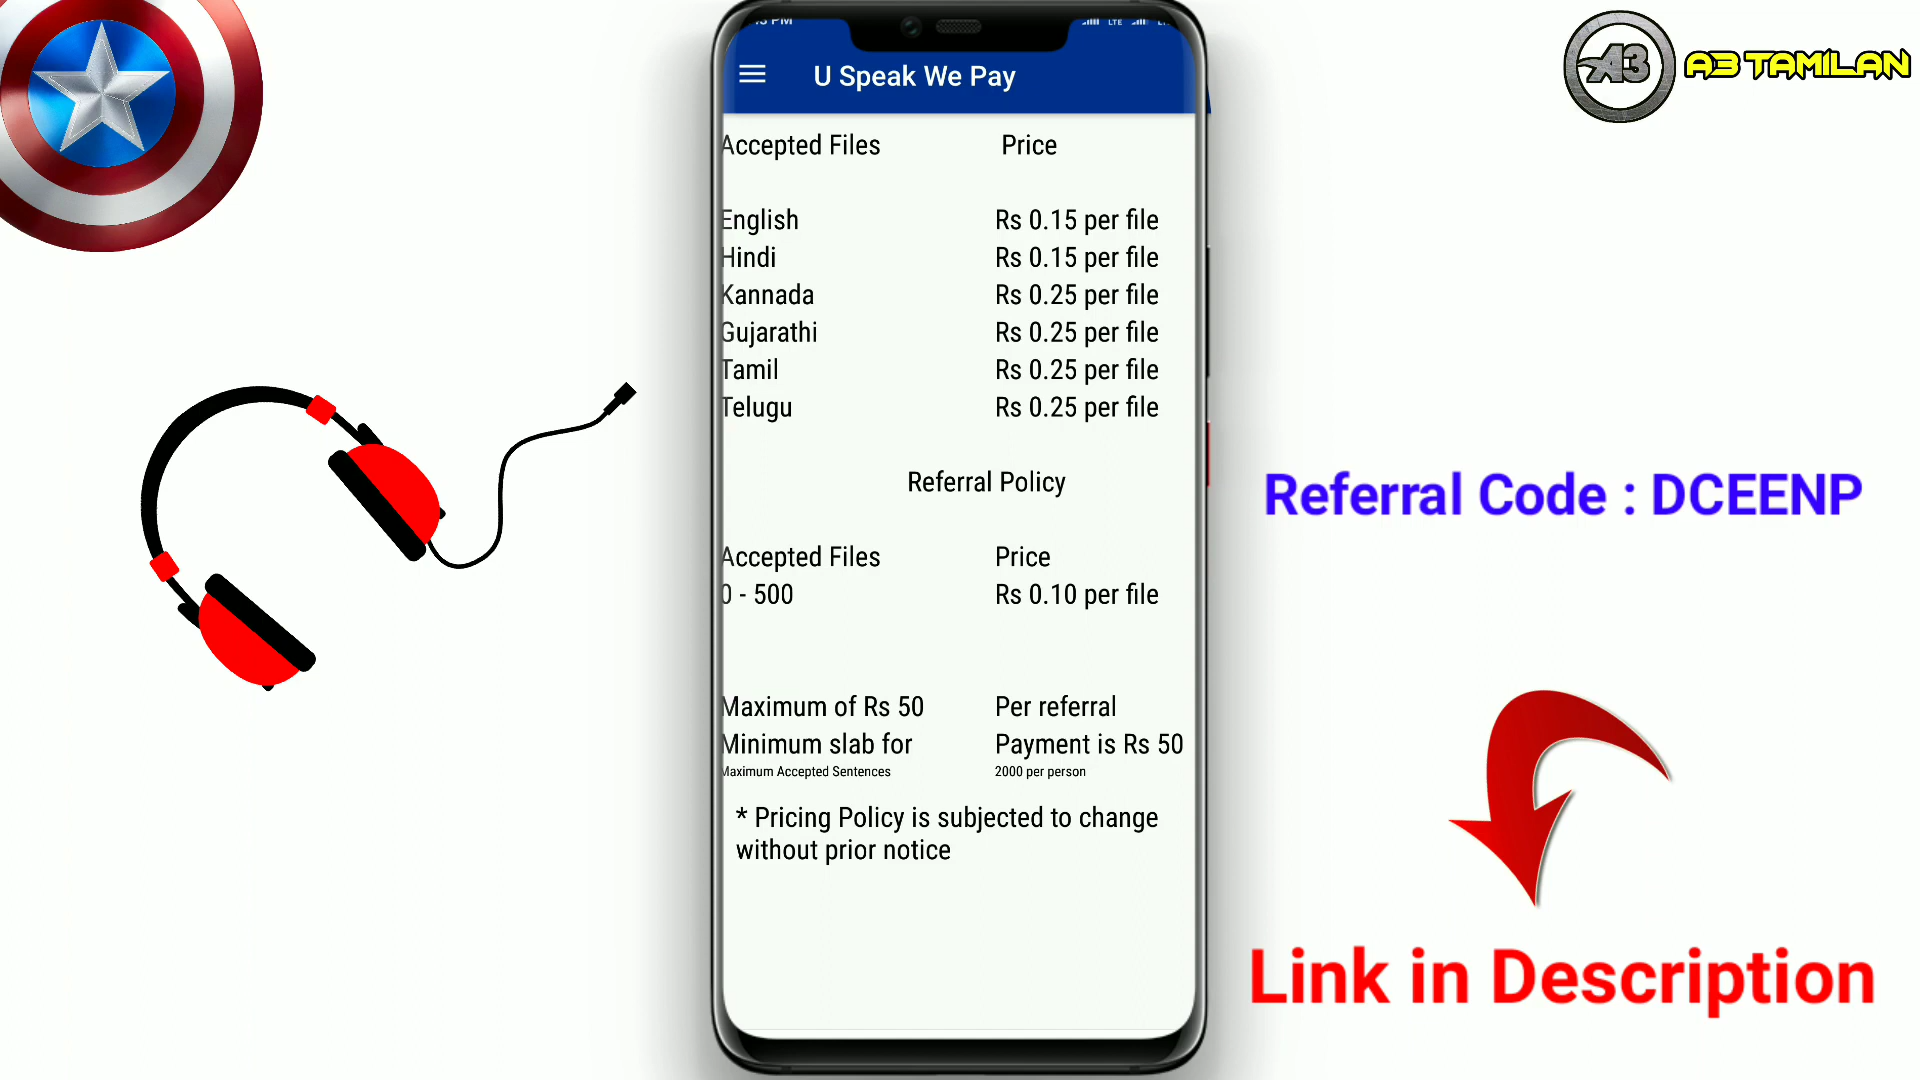 LTE
U Speak We Pay
A3
A3 TAMILAN
Accepted Files Price
English Rs 0.15 per file
Hindi Rs 0.15 per file
Kannada Rs 0.25 per file
Gujarathi Rs 0.25 per file
Tamil Rs 0.25 per file
Telugu Rs 0.25 per file
Referral Policy
Accepted Files Price
0 - 500 Rs 0.10 per file
Maximum of Rs 50 Per referral
Minimum slab for Payment is Rs 50
Maximum Accepted Sentences 2000 per person
* Pricing Policy is subjected to change
without prior notice
Referral Code : DCEENP
Link in Description